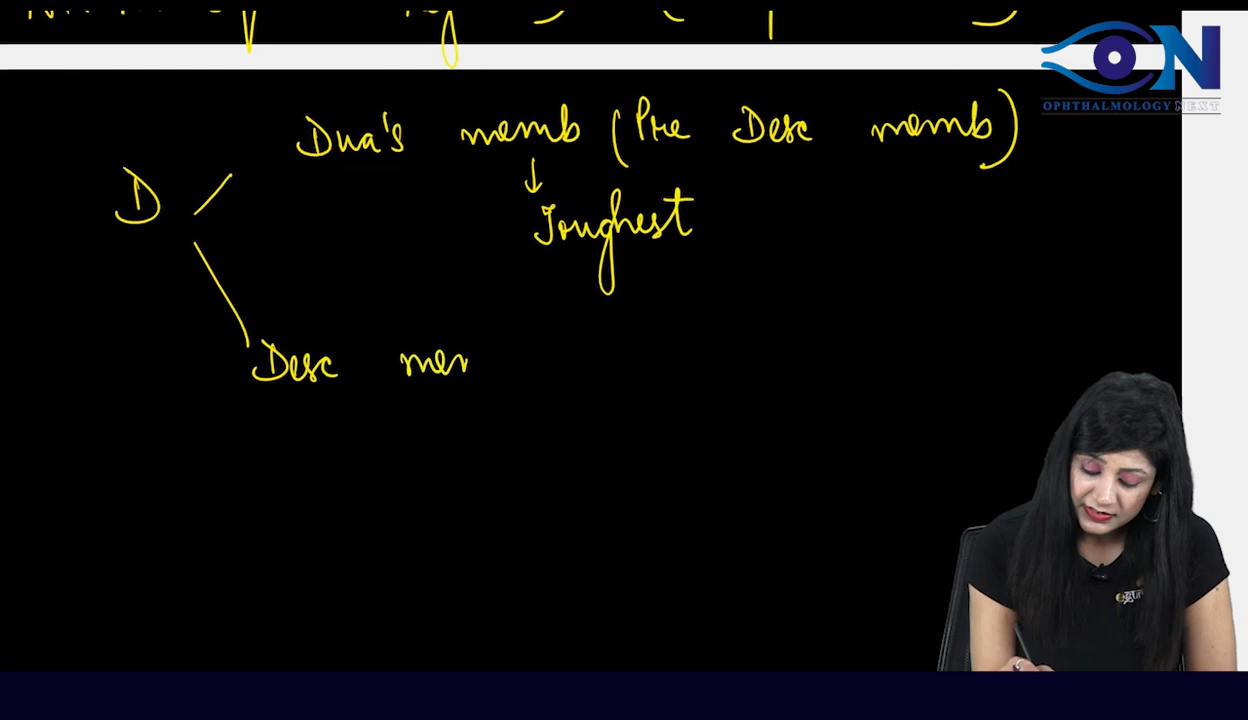 OPHTHALMOLOGY NEXT
Dua's memb (Pre Desc memb)
D
Toughest
Desc mem